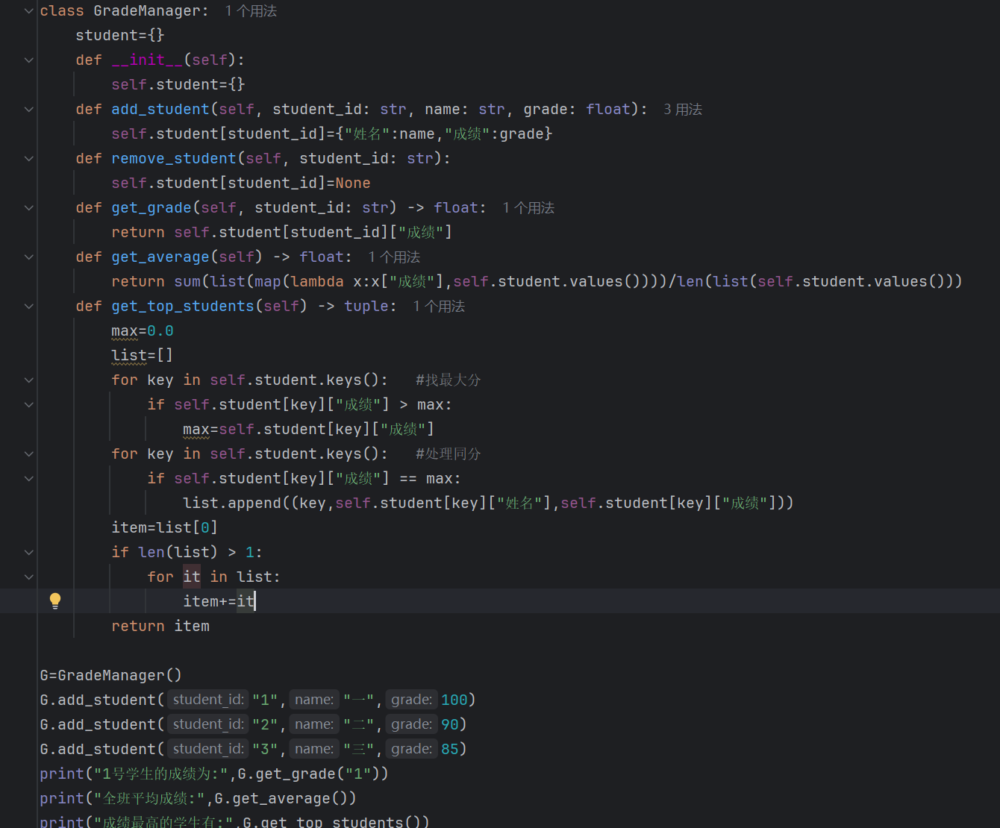 class GradeManager:  1 个用法
    student={}
    def __init__(self):
        self.student={}
    def add_student(self, student_id: str, name: str, grade: float):  3 用法
        self.student[student_id]={"姓名":name,"成绩":grade}
    def remove_student(self, student_id: str):
        self.student[student_id]=None
    def get_grade(self, student_id: str) -> float:  1 个用法
        return self.student[student_id]["成绩"]
    def get_average(self) -> float:  1 个用法
        return sum(list(map(lambda x:x["成绩"],self.student.values())))/len(list(self.student.values()))
    def get_top_students(self) -> tuple:  1 个用法
        max=0.0
        list=[]
        for key in self.student.keys():   #找最大分
            if self.student[key]["成绩"] > max:
                max=self.student[key]["成绩"]
        for key in self.student.keys():   #处理同分
            if self.student[key]["成绩"] == max:
                list.append((key,self.student[key]["姓名"],self.student[key]["成绩"]))
        item=list[0]
        if len(list) > 1:
            for it in list:
                item+=it
        return item
G=GradeManager()
G.add_student( student_id: "1", name: "一", grade: 100)
G.add_student( student_id: "2", name: "二", grade: 90)
G.add_student( student_id: "3", name: "三", grade: 85)
print("1号学生的成绩为:",G.get_grade("1"))
print("全班平均成绩:",G.get_average())
print("成绩最高的学生有:",G.get_top_students())